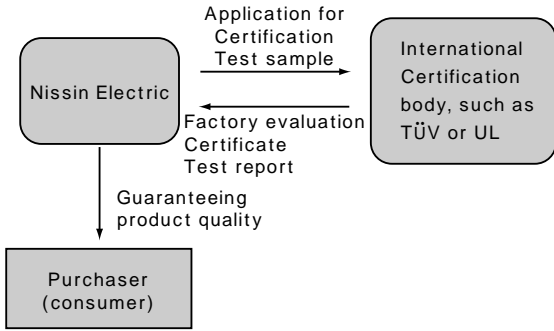 Application for
Certification
Test sample
Nissin Electric
International
Certification
body, such as
TÜV or UL
Factory evaluation
Certificate
Test report
Guaranteeing
product quality
Purchaser
(consumer)